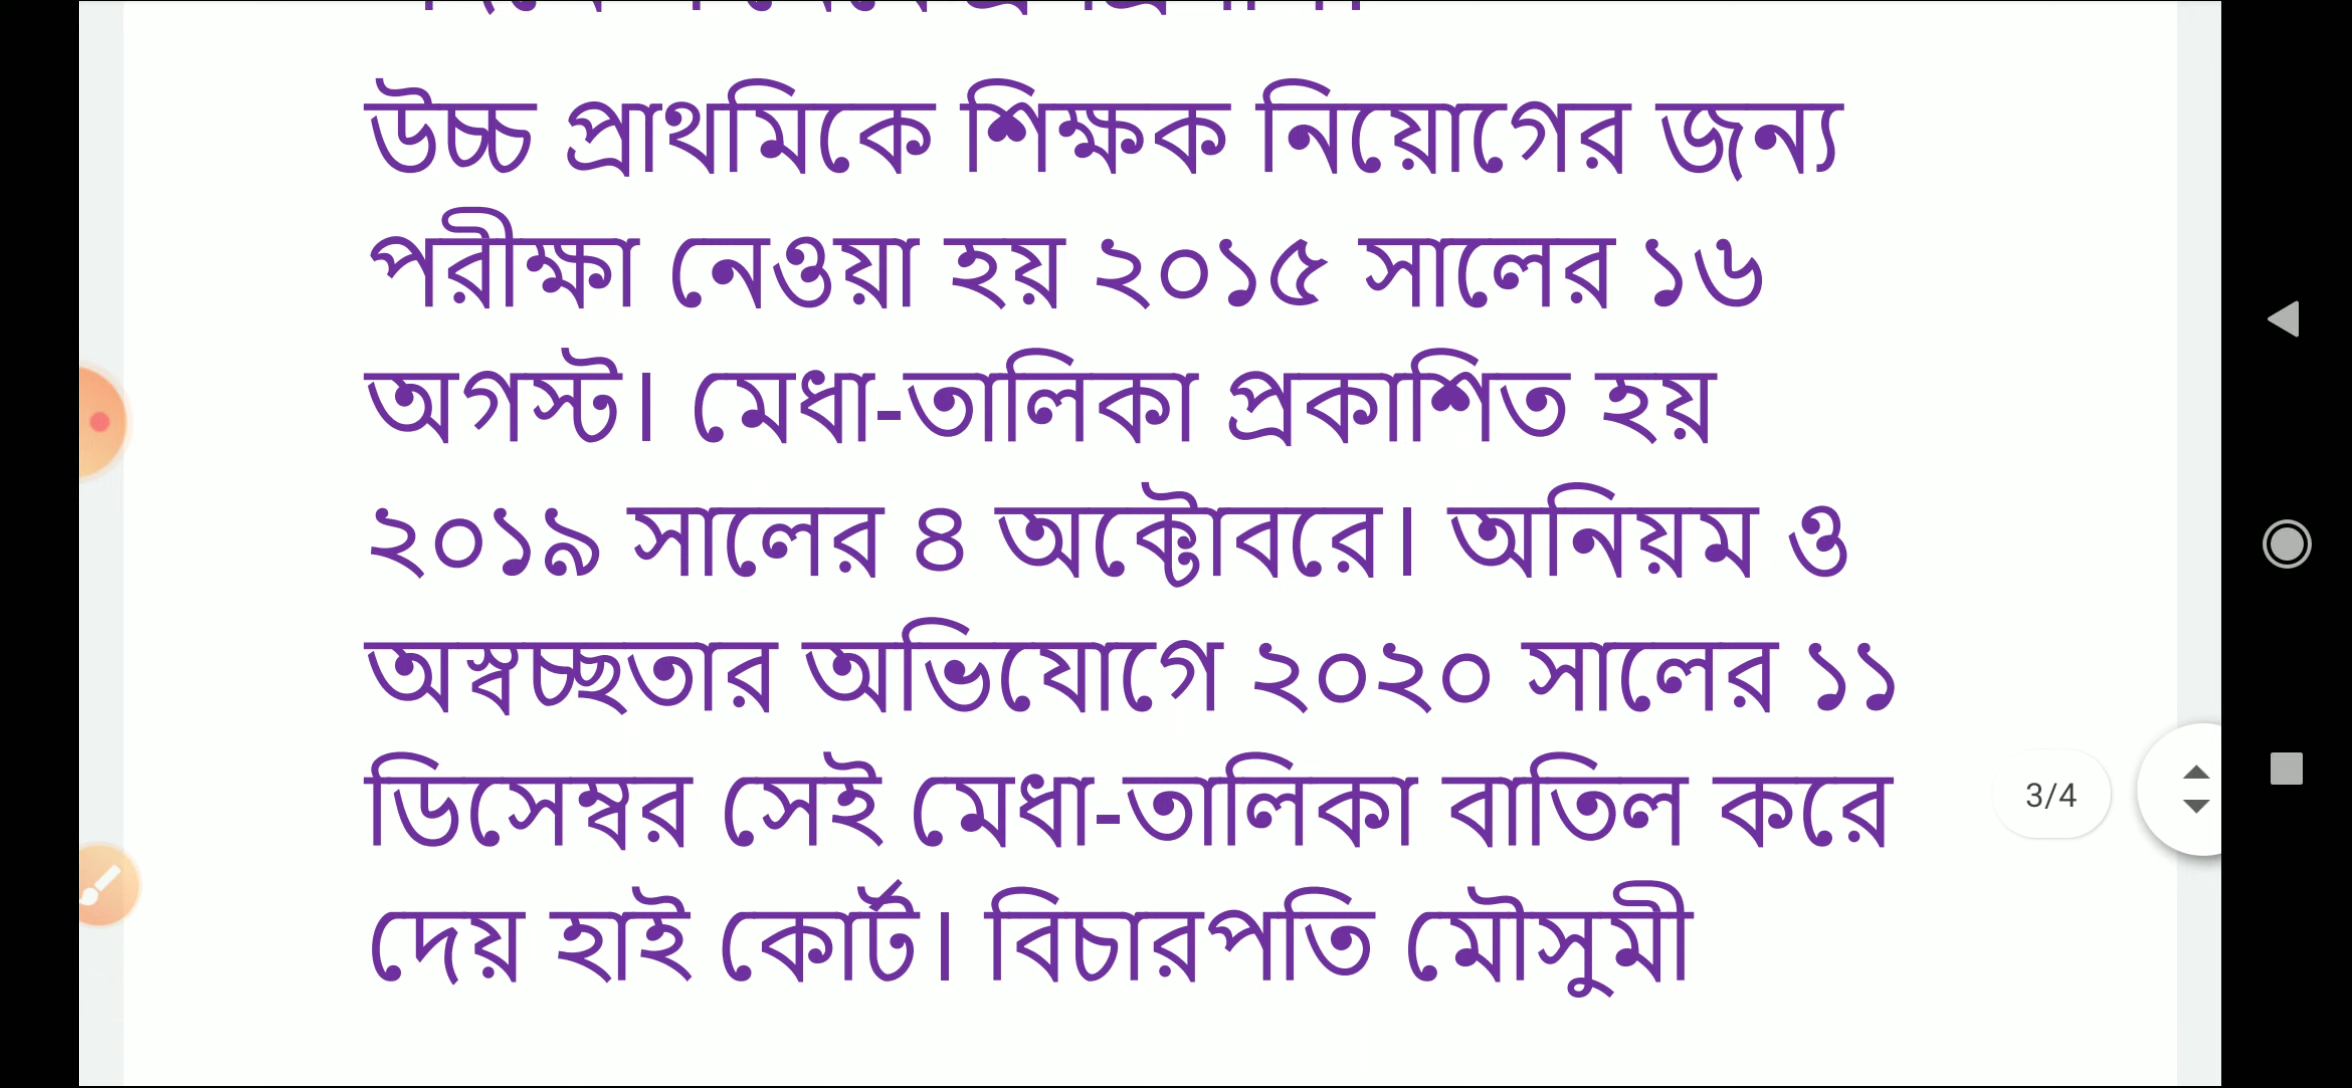 উচ্চ প্রাথমিকে শিক্ষক নিয়োগের জন্য
পরীক্ষা নেওয়া হয় ২০১৫ সালের ১৬
অগস্ট। মেধা-তালিকা প্রকাশিত হয়
২০১৯ সালের ৪ অক্টোবরে। অনিয়ম ও
অস্বচ্ছতার অভিযোগে ২০২০ সালের ১১
ডিসেম্বর সেই মেধা-তালিকা বাতিল করে
3/4
দেয় হাই কোর্ট। বিচারপতি মৌসুমী